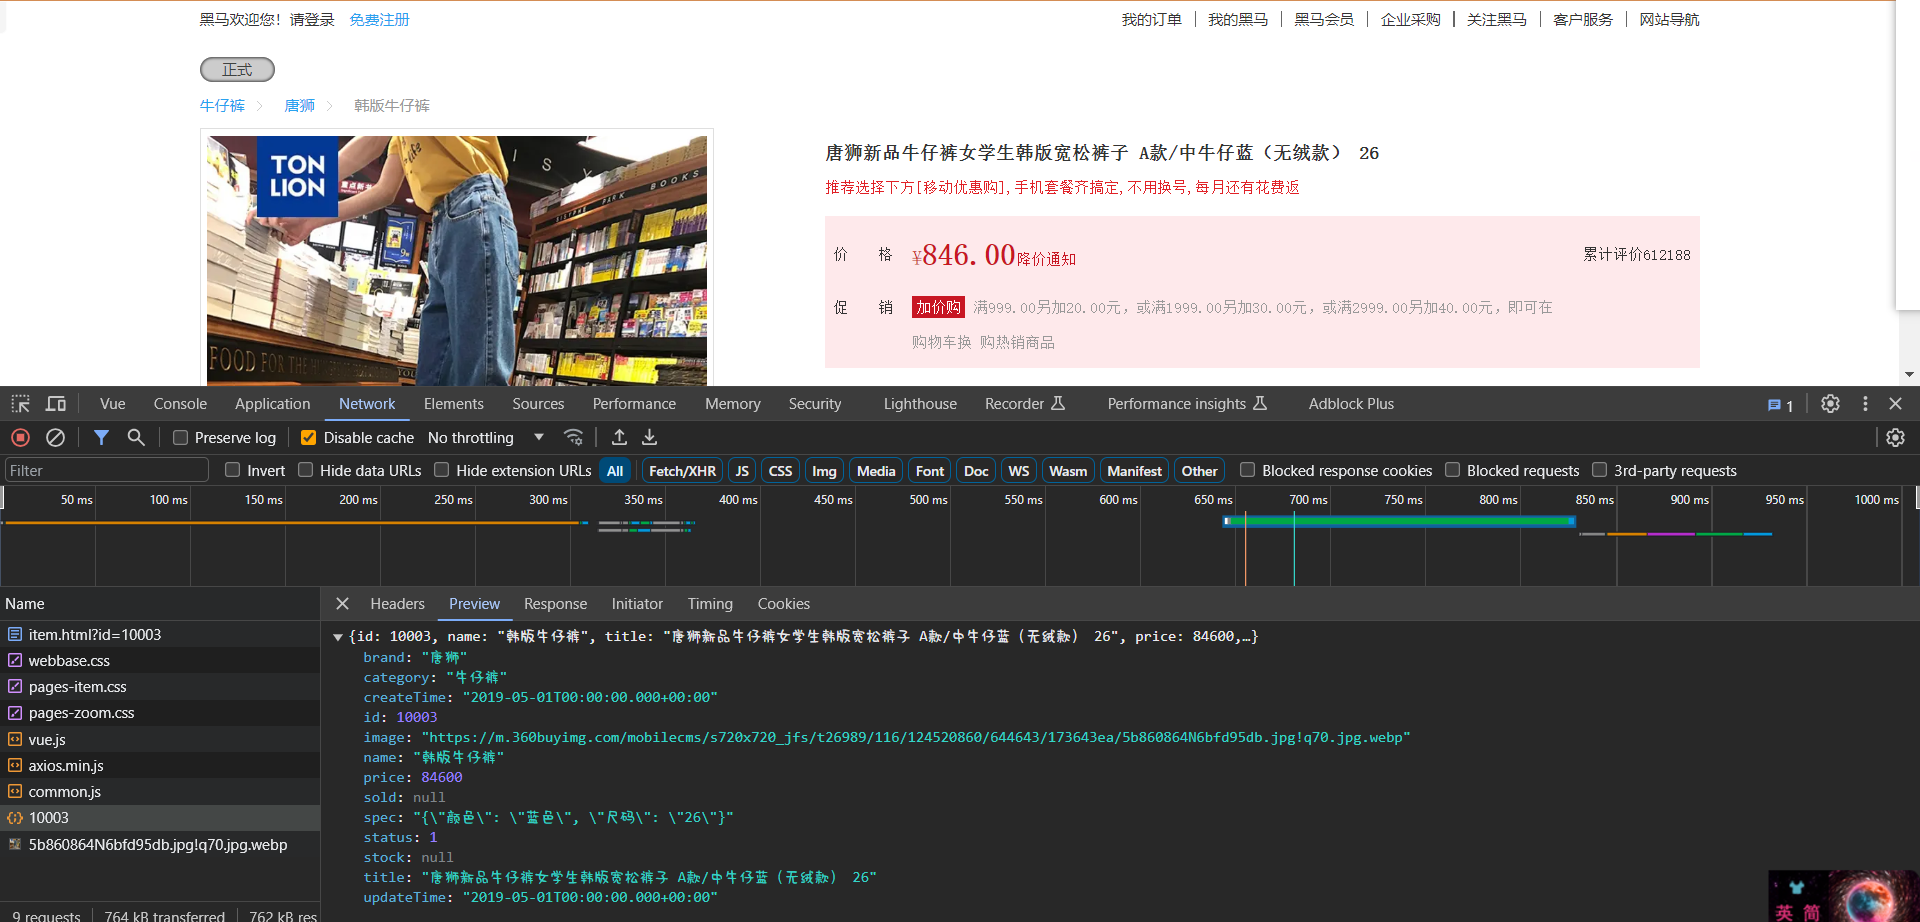 黑马欢迎您！请登录 免费注册
我的订单 我的黑马 黑马会员 企业采购 关注黑马 客户服务 网站导航
正式
牛仔裤 唐狮 韩版牛仔裤
TON
LION
I S
BOOKS
FOOD FOR THE
唐狮新品牛仔裤女学生韩版宽松裤子 A款/中牛仔蓝（无绒款） 26
推荐选择下方[移动优惠购],手机套餐齐搞定,不用换号,每月还有花费返
价 格 ¥846.00降价通知 累计评价612188
促 销 加价购 满999.00另加20.00元，或满1999.00另加30.00元，或满2999.00另加40.00元，即可在
购物车换 购热销商品
Vue Console Application Network Elements Sources Performance Memory Security Lighthouse Recorder Performance insights Adblock Plus 1
Preserve log Disable cache No throttling
Filter Invert Hide data URLs Hide extension URLs All Fetch/XHR JS CSS Img Media Font Doc WS Wasm Manifest Other Blocked response cookies Blocked requests 3rd-party requests
50 ms 100 ms 150 ms 200 ms 250 ms 300 ms 350 ms 400 ms 450 ms 500 ms 550 ms 600 ms 650 ms 700 ms 750 ms 800 ms 850 ms 900 ms 950 ms 1000 ms
Name
item.html?id=10003
webbase.css
pages-item.css
pages-zoom.css
vue.js
axios.min.js
common.js
10003
5b860864N6bfd95db.jpg!q70.jpg.webp
9 requests 764 kB transferred 762 kB res
Headers Preview Response Initiator Timing Cookies
{id: 10003, name: "韩版牛仔裤", title: "唐狮新品牛仔裤女学生韩版宽松裤子 A款/中牛仔蓝（无绒款） 26", price: 84600,…}
brand: "唐狮"
category: "牛仔裤"
createTime: "2019-05-01T00:00:00.000+00:00"
id: 10003
image: "https://m.360buyimg.com/mobilecms/s720x720_jfs/t26989/116/124520860/644643/173643ea/5b860864N6bfd95db.jpg!q70.jpg.webp"
name: "韩版牛仔裤"
price: 84600
sold: null
spec: "{\"颜色\": \"蓝色\", \"尺码\": \"26\"}"
status: 1
stock: null
title: "唐狮新品牛仔裤女学生韩版宽松裤子 A款/中牛仔蓝（无绒款） 26"
updateTime: "2019-05-01T00:00:00.000+00:00"
英 简